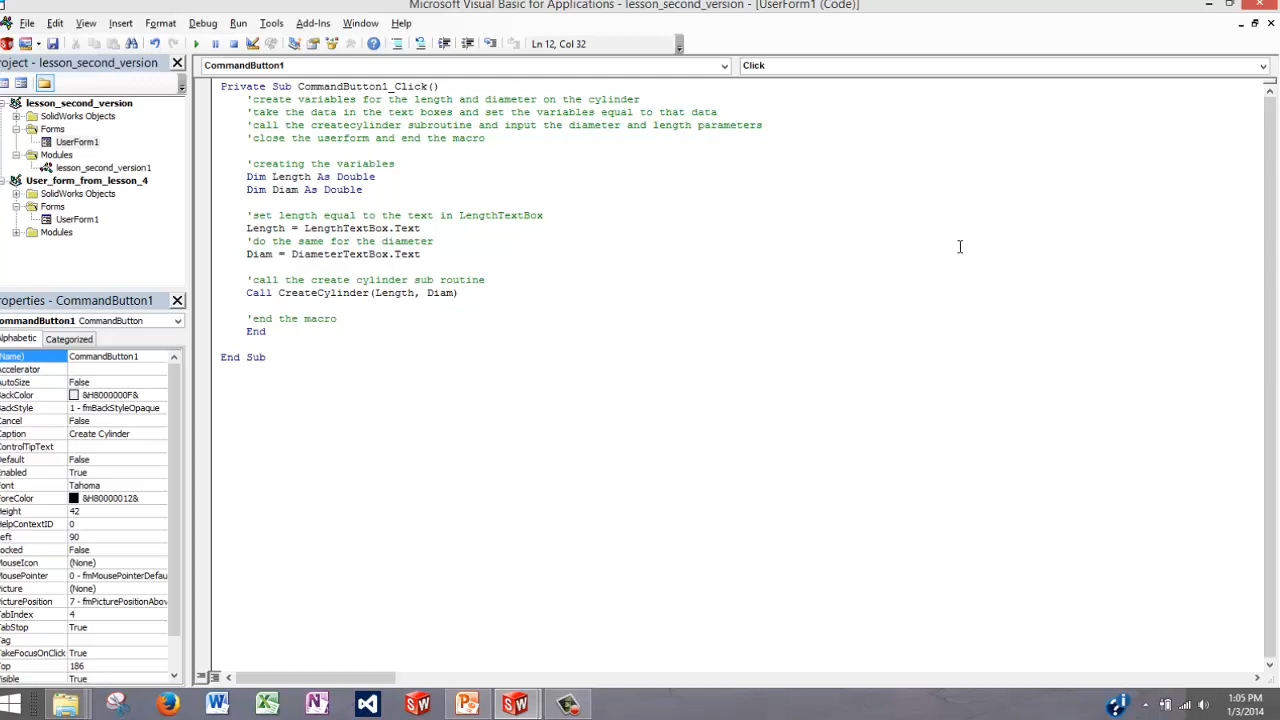 Microsoft Visual Basic for Applications - lesson_second_version - [UserForm1 (Code)]
File Edit View Insert Format Debug Run Tools Add-Ins Window Help
Ln 12, Col 32
roject - lesson_second_version
CommandButton1
Click
lesson_second_version
SolidWorks Objects
Forms
UserForm1
Modules
lesson_second_version1
User_form_from_lesson_4
SolidWorks Objects
Forms
UserForm1
Modules
roperties - CommandButton1
ommandButton1 CommandButton
lphabetic Categorized
Name) CommandButton1
ccelerator
utoSize False
ackColor &H8000000F&
ackStyle 1 - fmBackStyleOpaque
ancel False
aption Create Cylinder
ontrolTipText
efault False
nabled True
ont Tahoma
oreColor &H80000012&
eight 42
elpContextID 0
eft 90
ocked False
ouseIcon (None)
ousePointer 0 - fmMousePointerDefau
icture (None)
icturePosition 7 - fmPicturePositionAbov
abIndex 4
abStop True
ag
akeFocusOnClick True
op 186
isible True
Private Sub CommandButton1_Click()
'create variables for the length and diameter on the cylinder
'take the data in the text boxes and set the variables equal to that data
'call the createcylinder subroutine and input the diameter and length parameters
'close the userform and end the macro
'creating the variables
Dim Length As Double
Dim Diam As Double
'set length equal to the text in LengthTextBox
Length = LengthTextBox.Text
'do the same for the diameter
Diam = DiameterTextBox.Text
'call the create cylinder sub routine
Call CreateCylinder(Length, Diam)
'end the macro
End
End Sub
1:05 PM
1/3/2014